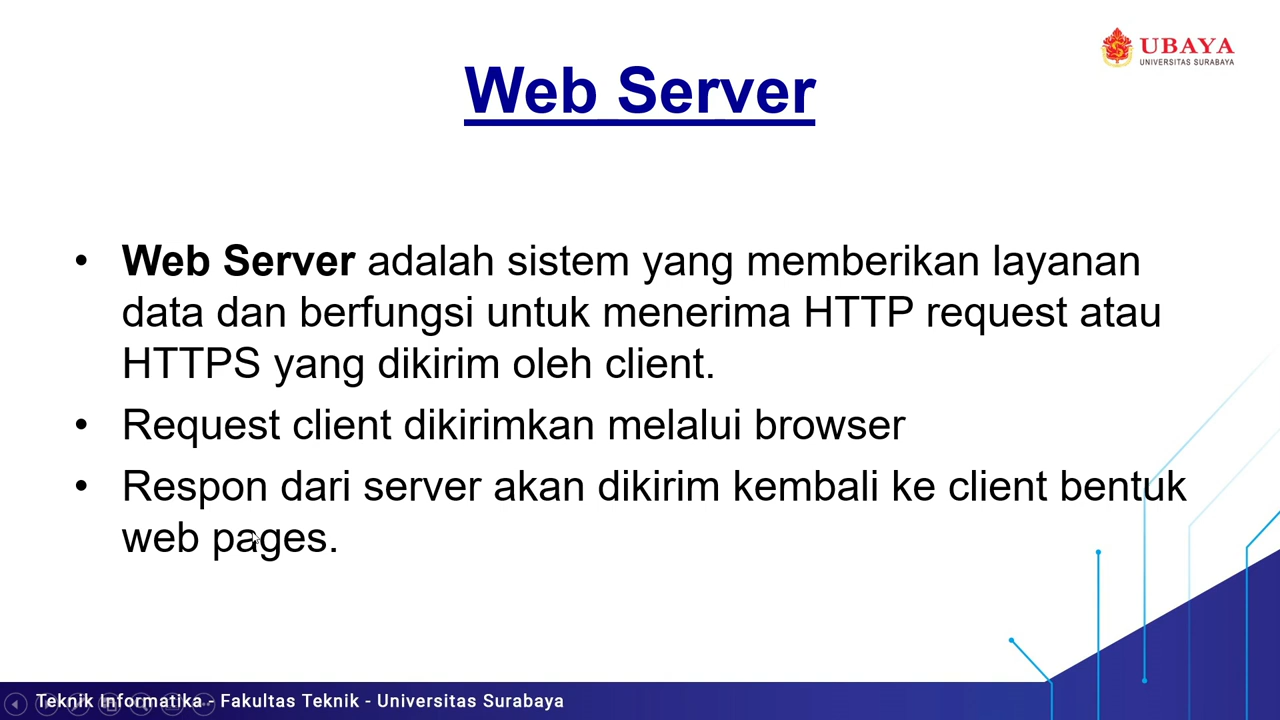 UBAYA
UNIVERSITAS SURABAYA
Web Server
• Web Server adalah sistem yang memberikan layanan
data dan berfungsi untuk menerima HTTP request atau
HTTPS yang dikirim oleh client.
• Request client dikirimkan melalui browser
• Respon dari server akan dikirim kembali ke client bentuk
web pages.
Teknik Informatika - Fakultas Teknik - Universitas Surabaya